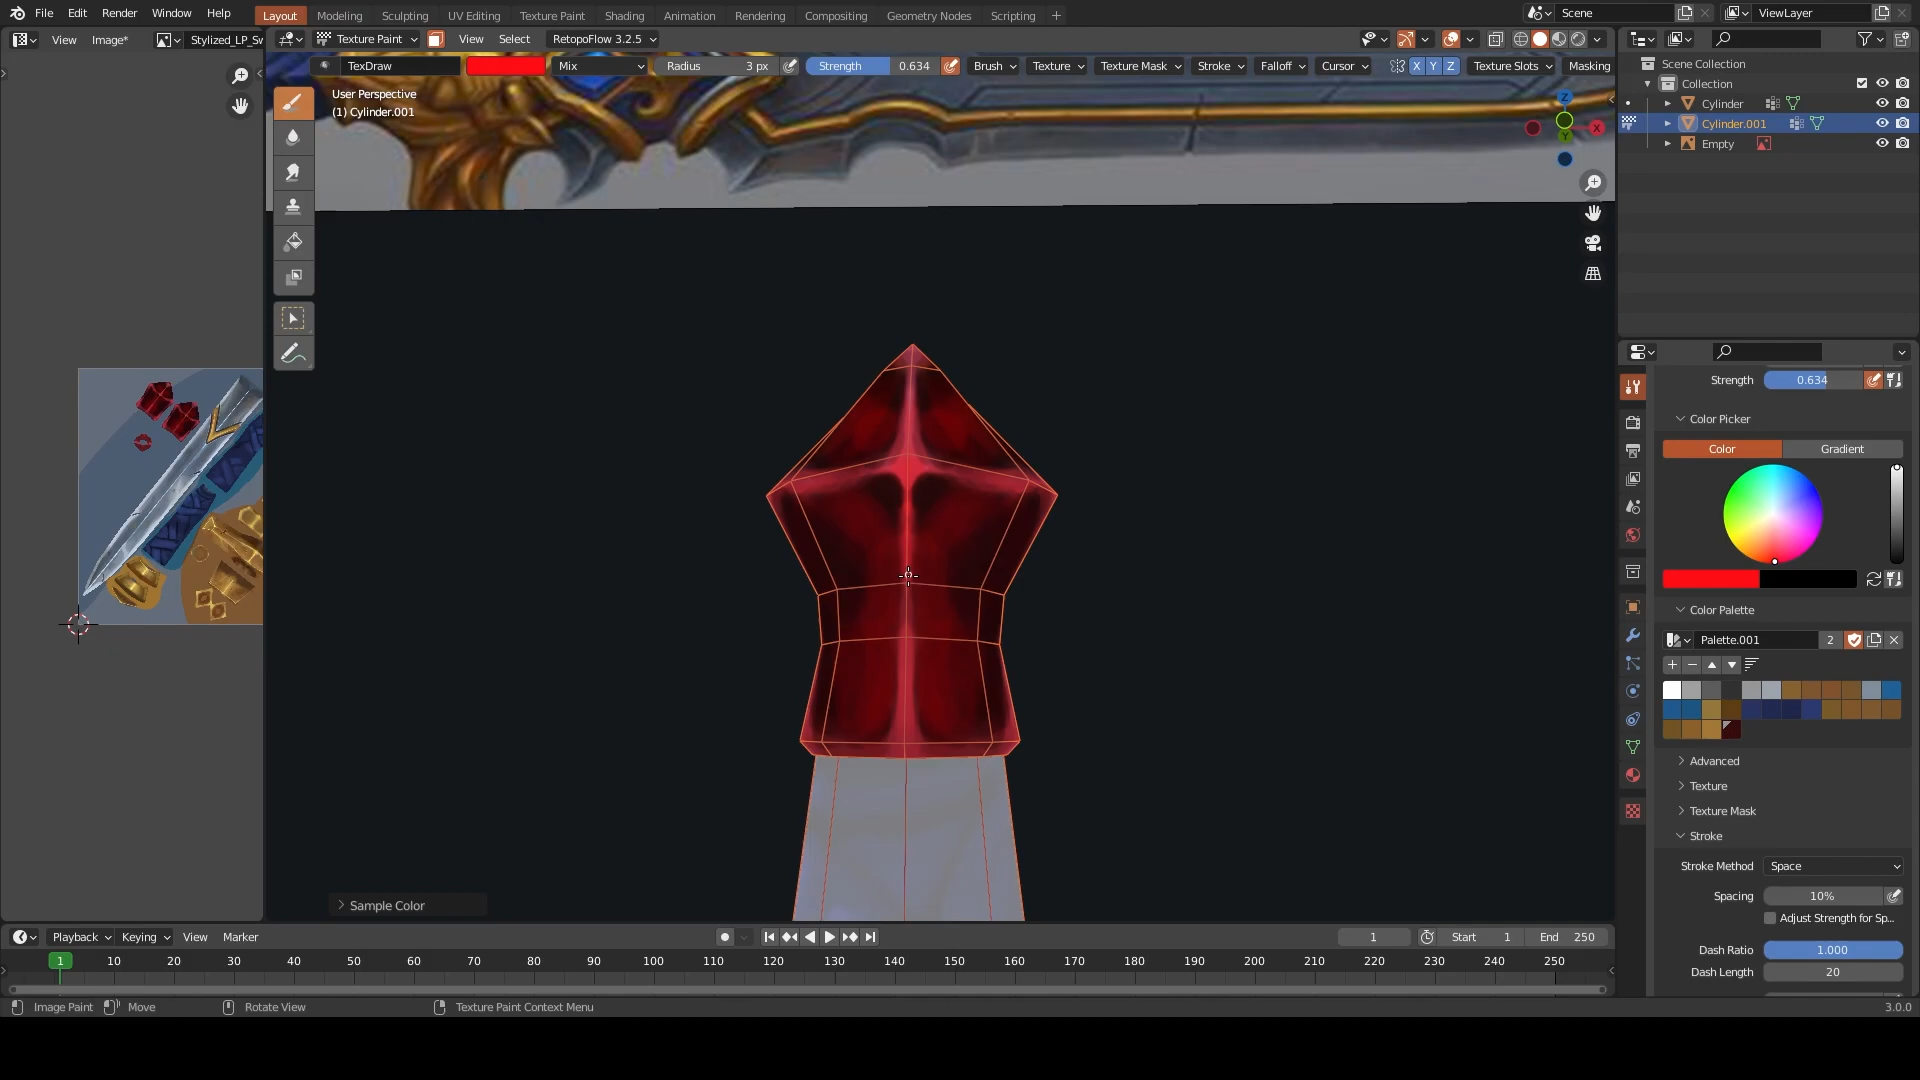 File Edit Render Window Help
Layout Modeling Sculpting UV Editing Texture Paint Shading Animation Rendering Compositing Geometry Nodes Scripting +
Scene
ViewLayer
View Image* Stylized_LP_Sw
Texture Paint View Select RetopoFlow 3.2.5
TexDraw Mix Radius 3 px Strength 0.634 Brush Texture Texture Mask Stroke Falloff Cursor X Y Z Texture Slots Masking
User Perspective
(1) Cylinder.001
Z
X
Y
Scene Collection
Collection
Cylinder
Cylinder.001
Empty
Strength 0.634
Color Picker
Color Gradient
Color Palette
Palette.001 2
Advanced
Texture
Texture Mask
Stroke
Stroke Method Space
Spacing 10%
Adjust Strength for Sp...
Dash Ratio 1.000
Dash Length 20
Sample Color
Playback Keying View Marker
1 Start 1 End 250
1 10 20 30 40 50 60 70 80 90 100 110 120 130 140 150 160 170 180 190 200 210 220 230 240 250
Image Paint Move Rotate View Texture Paint Context Menu 3.0.0